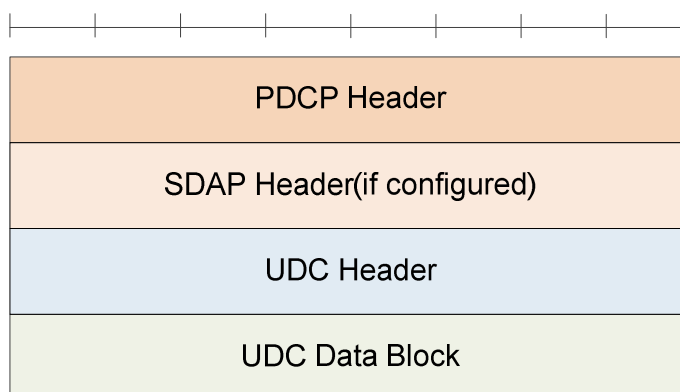 PDCP Header
SDAP Header(if configured)
UDC Header
UDC Data Block